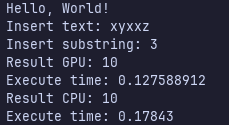 Hello, World!
Insert text: xyxxz
Insert substring: 3
Result GPU: 10
Execute time: 0.127588912
Result CPU: 10
Execute time: 0.17843